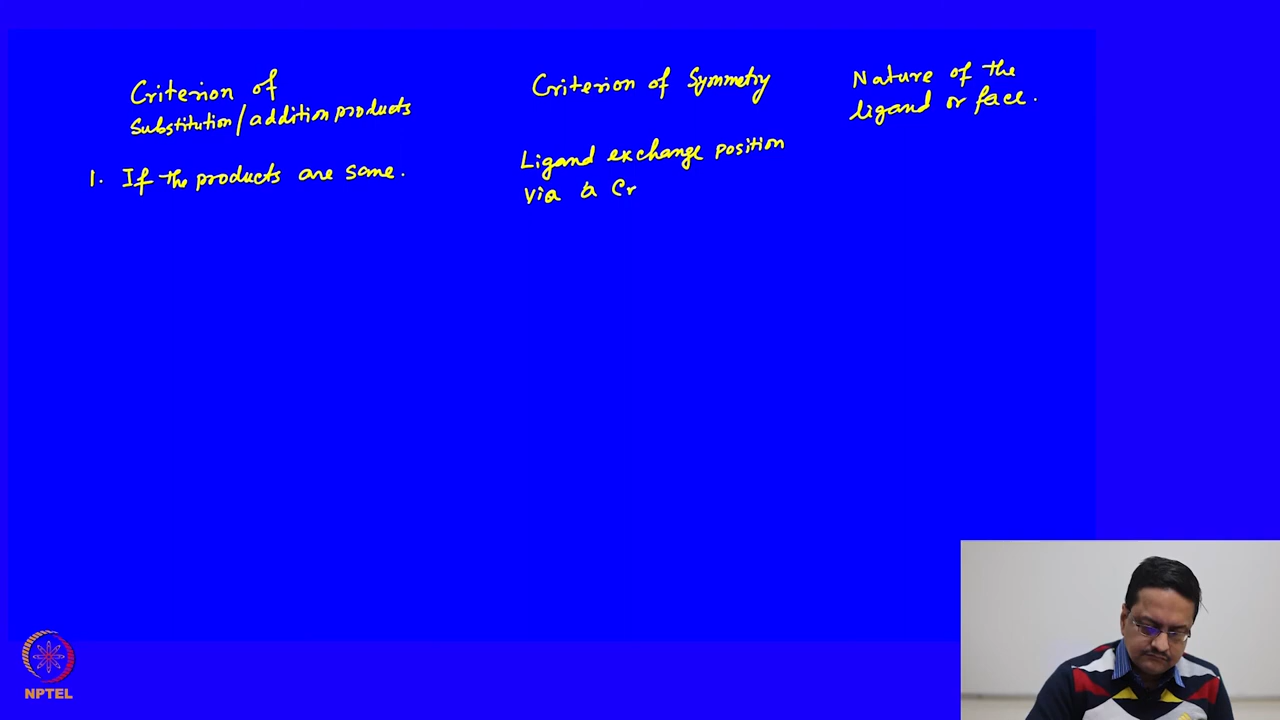 Criterion of
Substitution/addition products
Criterion of Symmetry
Nature of the
ligand or face.
1. If the products are same.
Ligand exchange position
via a Cr
NPTEL